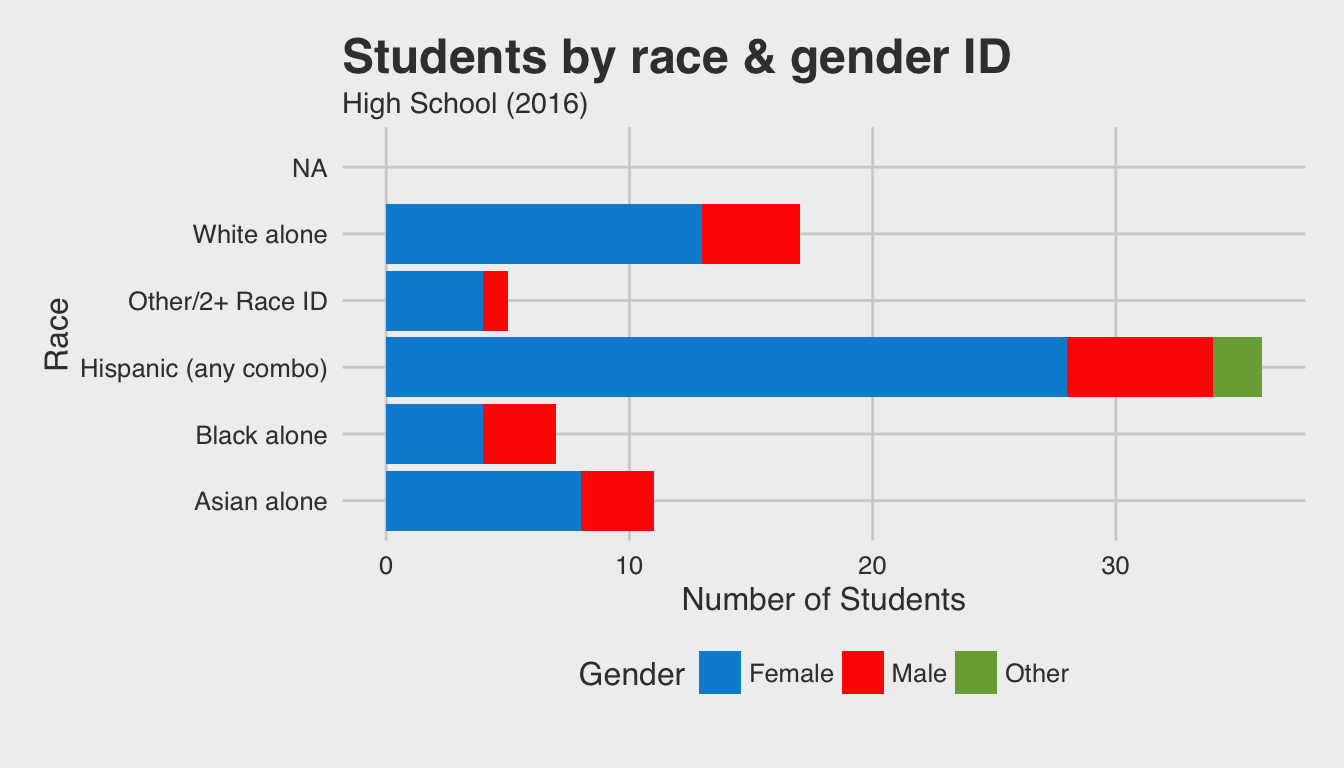 Students by race & gender ID
High School (2016)
NA
White alone
Other/2+ Race ID
Hispanic (any combo)
Black alone
Asian alone
Race
0 10 20 30
Number of Students
Gender Female Male Other